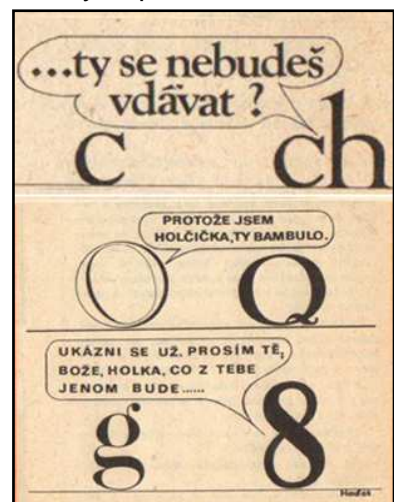 ...ty se nebudeš
vdávat ?
c ch
PROTOŽE JSEM
HOLČIČKA, TY BAMBULO.
O Q
UKÁZNI SE UŽ. PROSÍM TĚ,
BOŽE, HOLKA, CO Z TEBE
JENOM BUDE......
g 8